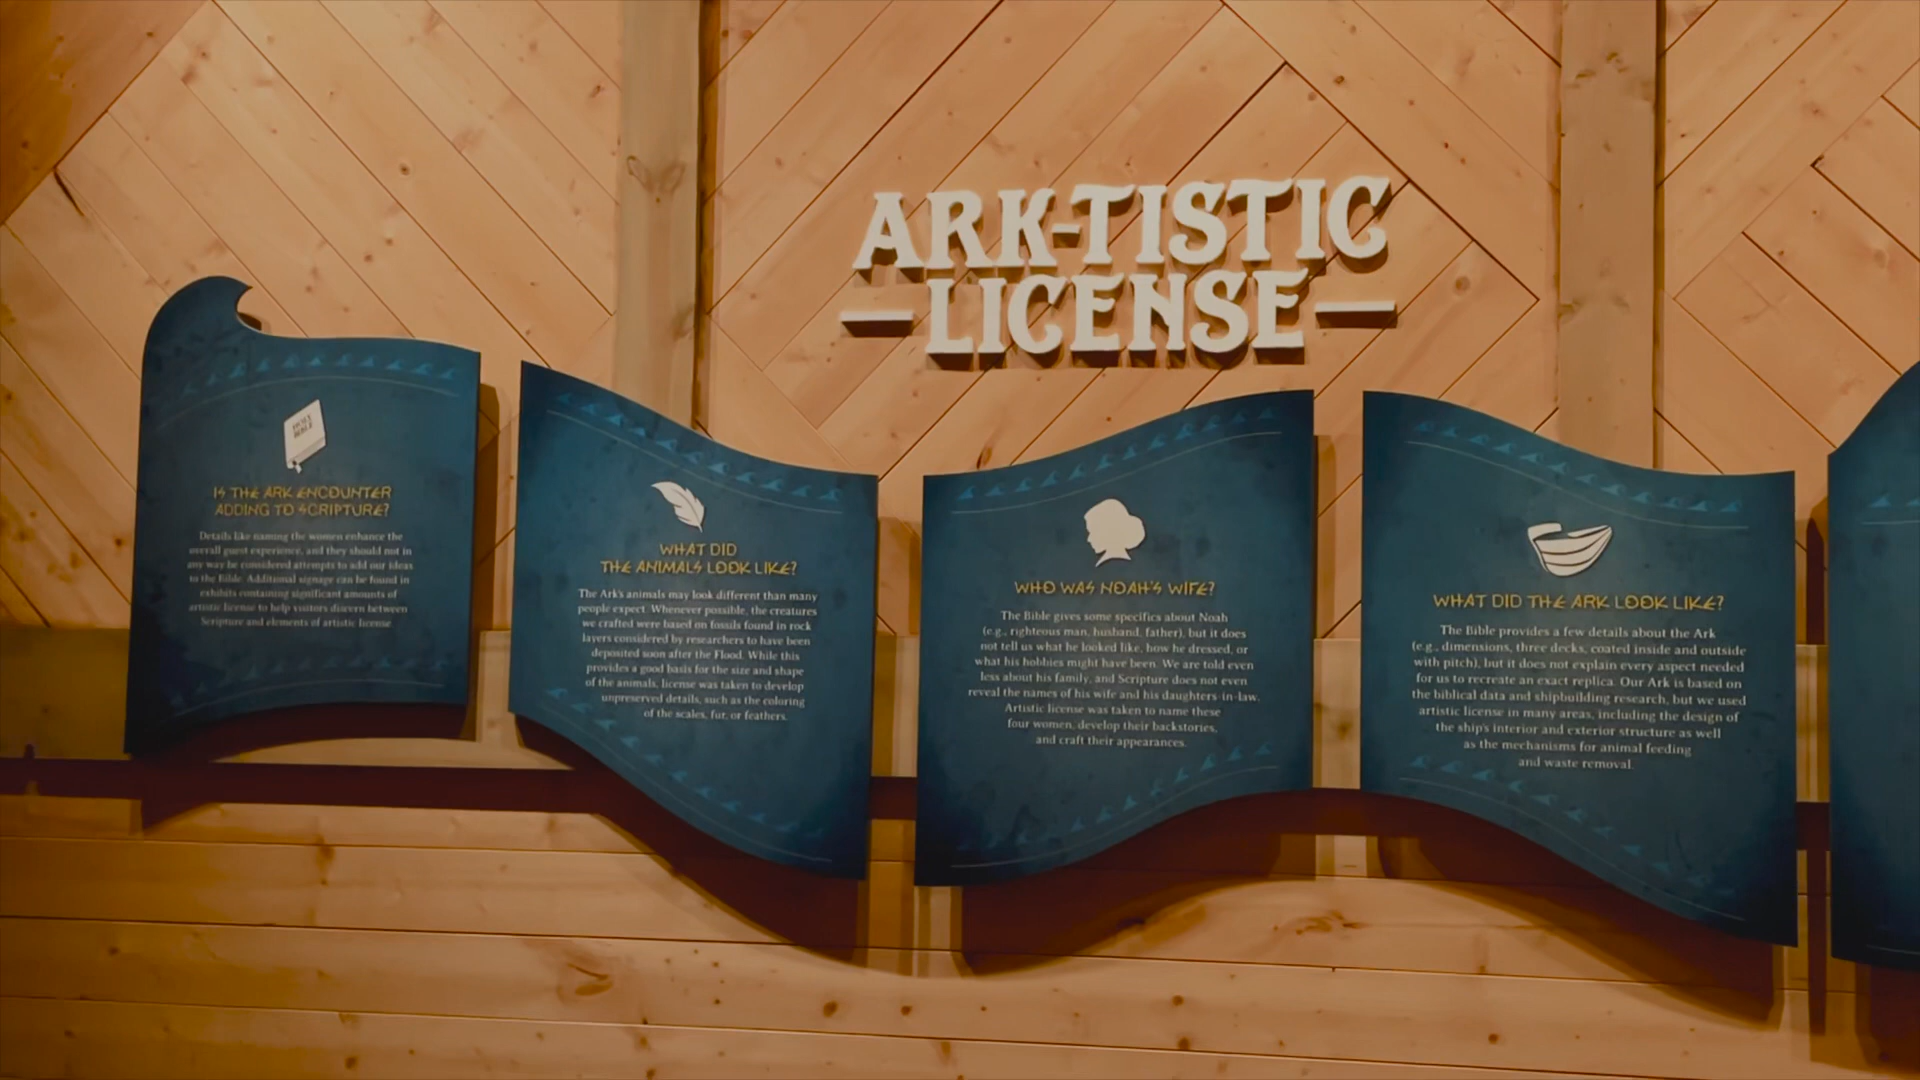 ARK-TISTIC
LICENSE
HOLY
BIBLE
IS THE ARK ENCOUNTER
ADDING TO SCRIPTURE?
Details like naming the women enhance the
overall guest experience, and they should not in
any way be considered attempts to add our ideas
to the Bible. Additional signage can be found in
exhibits containing significant amounts of
artistic license to help visitors discern between
Scripture and elements of artistic license.
WHAT DID
THE ANIMALS LOOK LIKE?
The Ark's animals may look different than many
people expect. Whenever possible, the creatures
we crafted were based on fossils found in rock
layers considered by researchers to have been
deposited soon after the Flood. While this
provides a good basis for the size and shape
of the animals, license was taken to develop
unpreserved details, such as the coloring
of the scales, fur, or feathers.
WHO WAS NOAH'S WIFE?
The Bible gives some specifics about Noah
(e.g., righteous man, husband, father), but it does
not tell us what he looked like, how he dressed, or
what his hobbies might have been. We are told even
less about his family, and Scripture does not even
reveal the names of his wife and his daughters-in-law.
Artistic license was taken to name these
four women, develop their backstories,
and craft their appearances.
WHAT DID THE ARK LOOK LIKE?
The Bible provides a few details about the Ark
(e.g., dimensions, three decks, coated inside and outside
with pitch), but it does not explain every aspect needed
for us to recreate an exact replica. Our Ark is based on
the biblical data and shipbuilding research, but we used
artistic license in many areas, including the design of
the ship's interior and exterior structure as well
as the mechanisms for animal feeding
and waste removal.